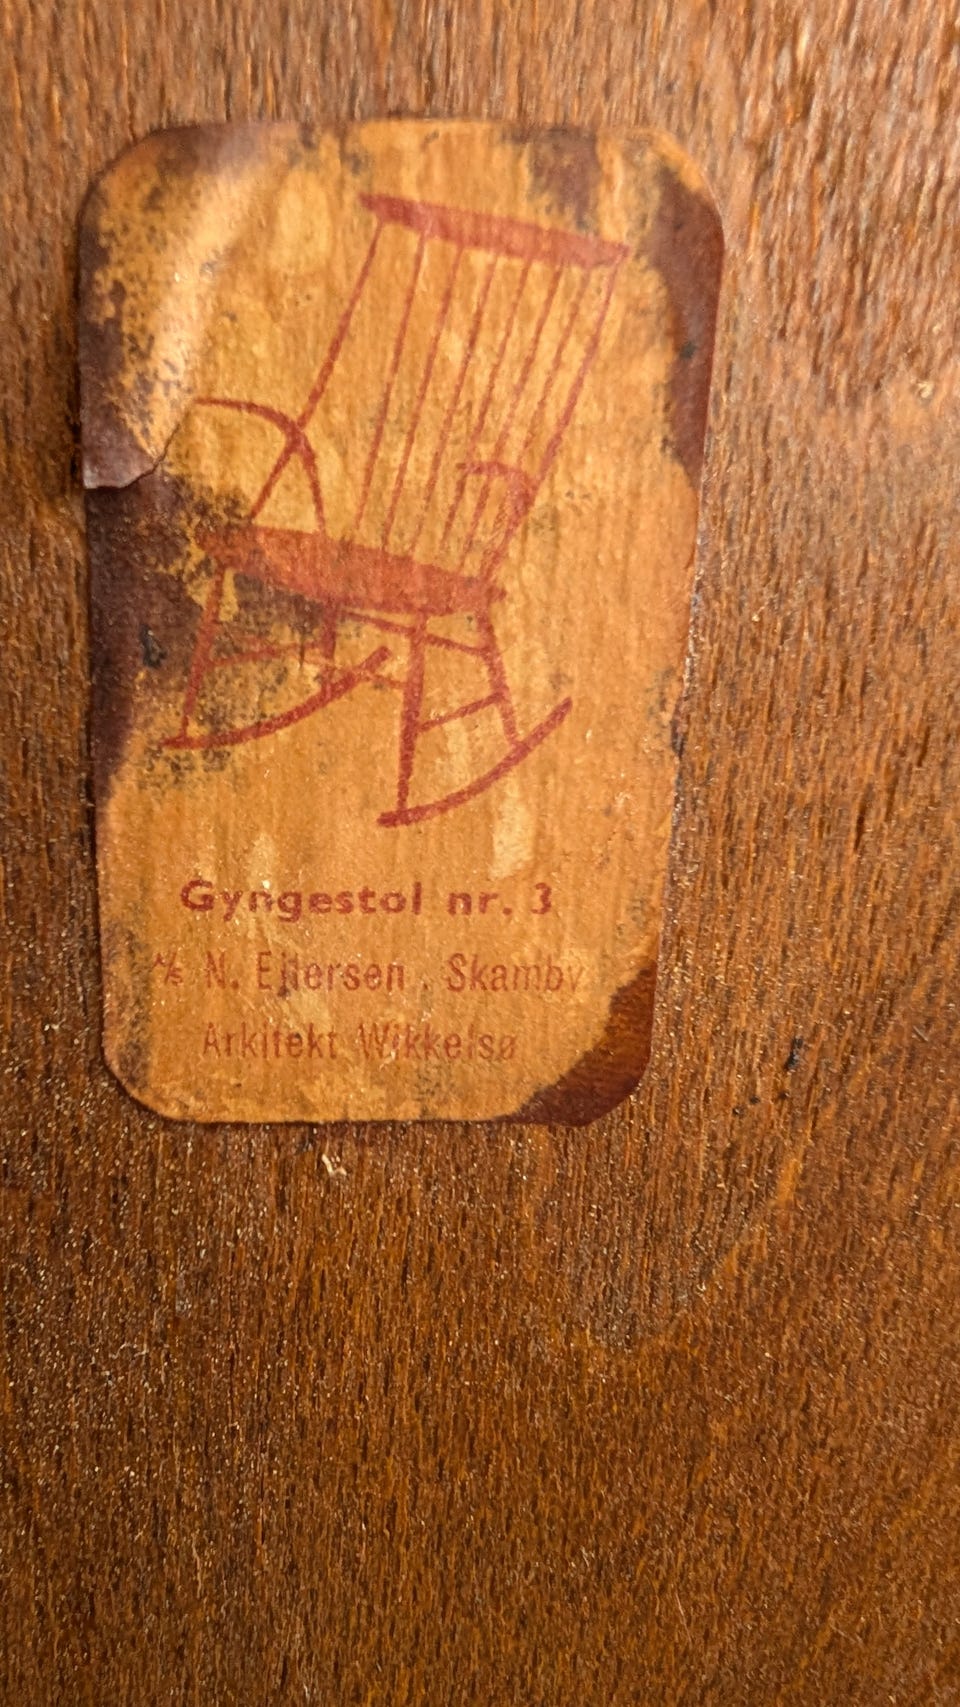 Gyngestol nr. 3
A/S N. Eilersen . Skamby
Arkitekt Wikkelsø